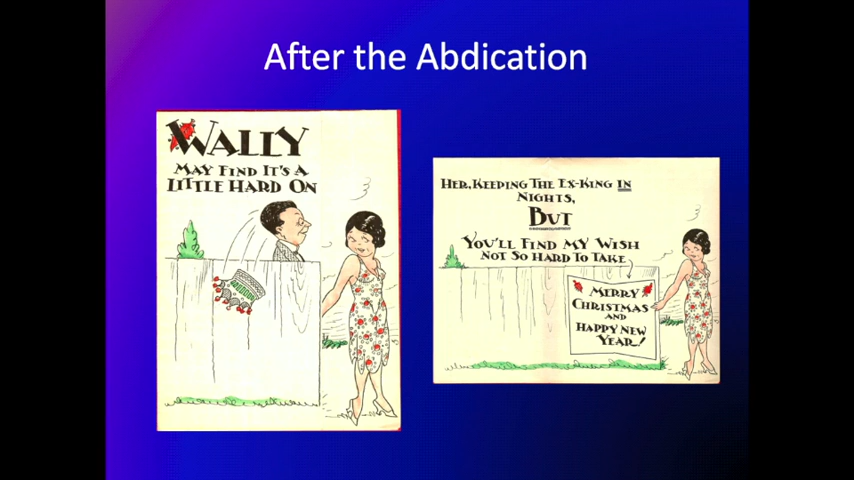 After the Abdication
WALLY
MAY FIND IT'S A
LITTLE HARD ON
HER, KEEPING THE EX-KING IN
NIGHTS,
BUT
YOU'LL FIND MY WISH
NOT SO HARD TO TAKE
MERRY
CHRISTMAS
AND
HAPPY NEW
YEAR!